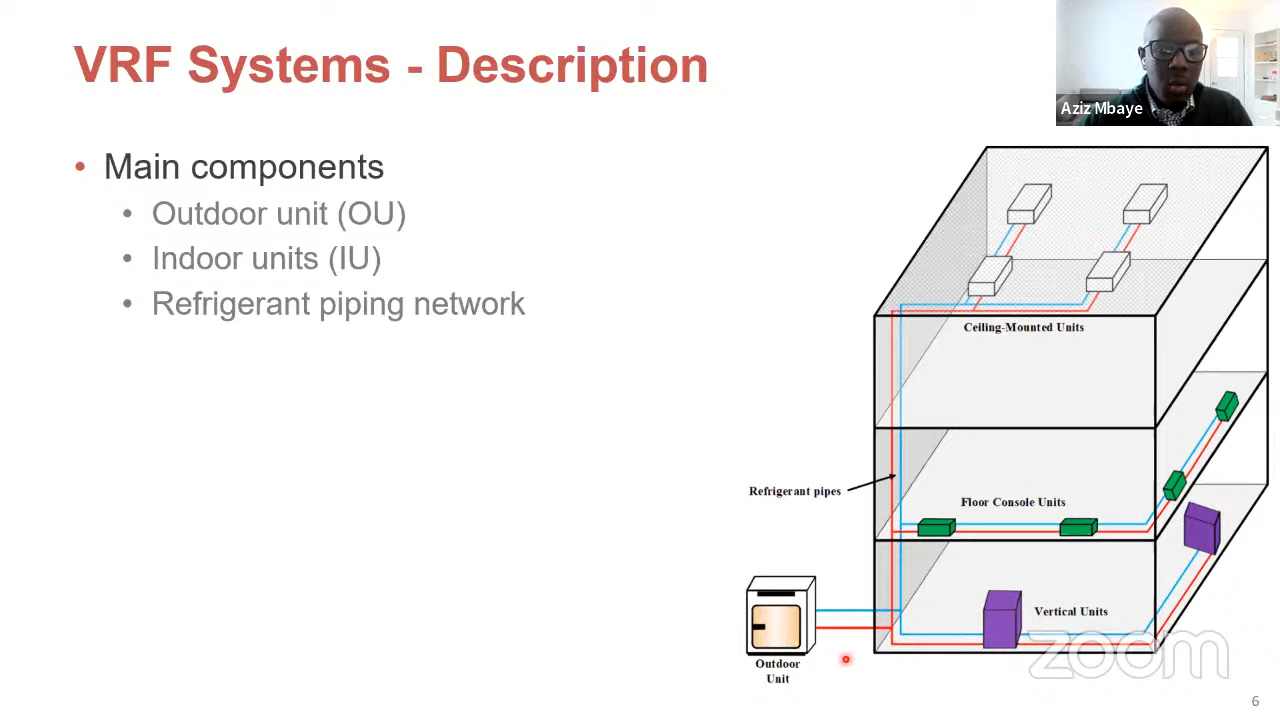 VRF Systems - Description
Aziz Mbaye
• Main components
• Outdoor unit (OU)
• Indoor units (IU)
• Refrigerant piping network
Ceiling-Mounted Units
Refrigerant pipes
Floor Console Units
Vertical Units
Outdoor
Unit
zoom
6